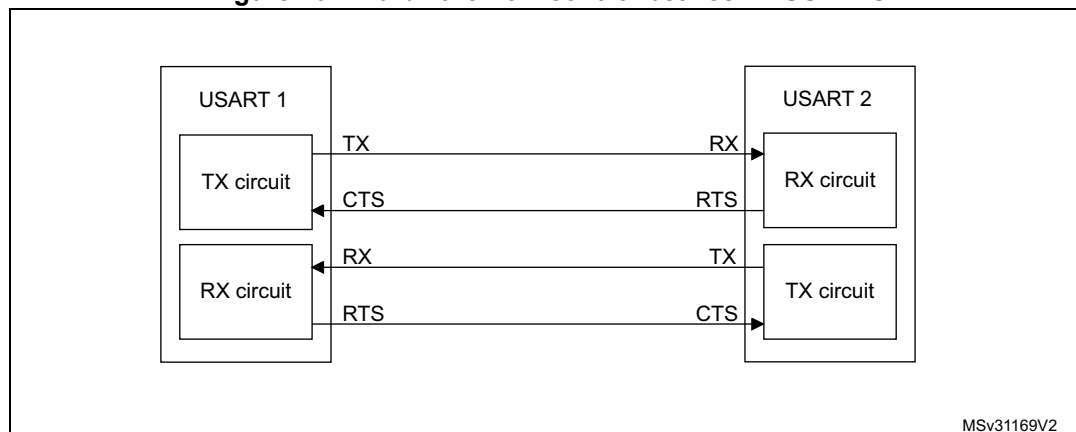 USART 1 USART 2
TX RX
TX circuit RX circuit
CTS RTS
RX TX
RX circuit TX circuit
RTS CTS
MSv31169V2